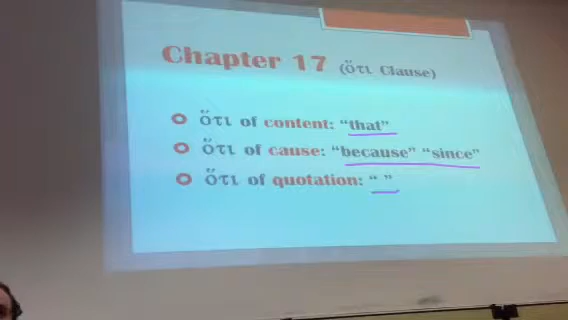 Chapter 17 (ὅτι Clause)
ὅτι of content: “that”
ὅτι of cause: “because” “since”
ὅτι of quotation: “ ”